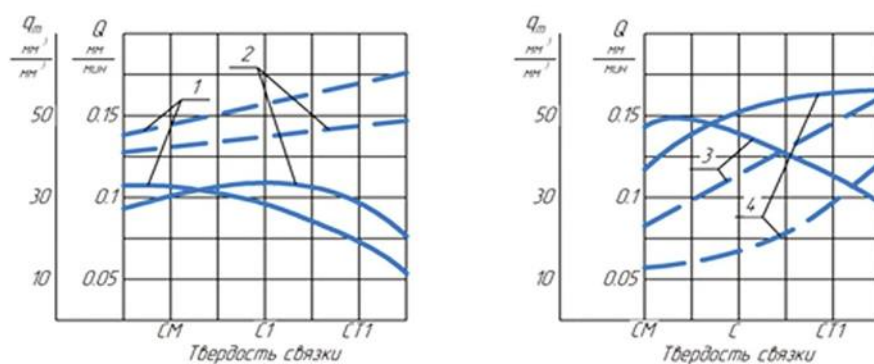 qm мм³/мм³
Q мм/мин
1
2
50
0.15
30
0.1
10
0.05
СМ С1 СТ1
Твердость связки
qm мм³/мм³
Q мм/мин
50
0.15
3
30
0.1
4
10
0.05
СМ С СТ1
Твердость связки